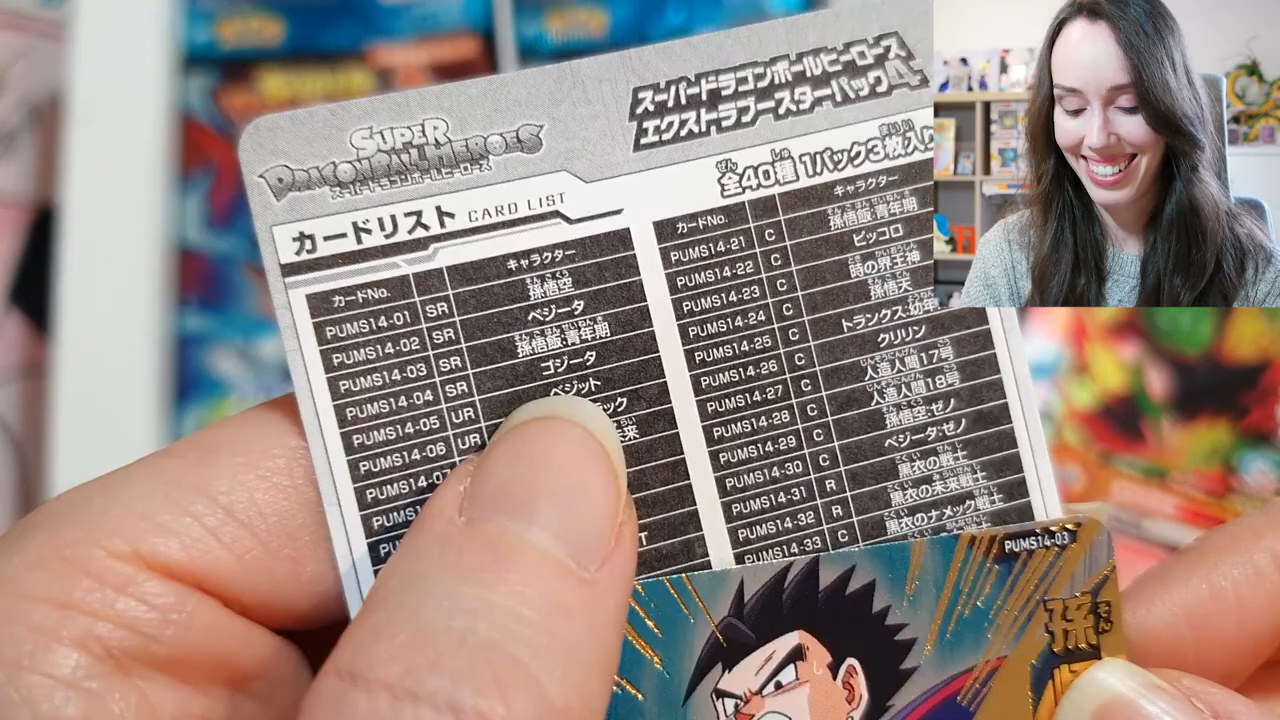 SUPER
DRAGONBALL HEROES
スーパードラゴンボールヒーローズ
スーパードラゴンボールヒーローズ
エクストラブースターパック4
全40種 1パック3枚入り
カードリスト CARD LIST
カードNo. キャラクター
PUMS14-01 SR 孫悟空
PUMS14-02 SR ベジータ
PUMS14-03 SR 孫悟飯:青年期
PUMS14-04 SR ゴジータ
PUMS14-05 UR ベジット
PUMS14-06 UR
カードNo. キャラクター
PUMS14-21 C 孫悟飯:青年期
PUMS14-22 C ピッコロ
PUMS14-23 C 時の界王神
PUMS14-24 C 孫悟天
PUMS14-25 C トランクス:幼年
PUMS14-26 C クリリン
PUMS14-27 C 人造人間17号
PUMS14-28 C 人造人間18号
PUMS14-29 C 孫悟空:ゼノ
PUMS14-30 C ベジータ:ゼノ
PUMS14-31 R 黒衣の戦士
PUMS14-32 R 黒衣の未来戦士
PUMS14-33 C 黒衣のナメック戦士
PUMS14-03
孫